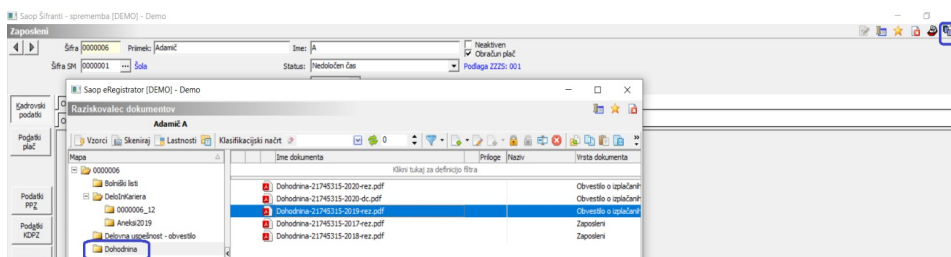 Saop Šifranti - sprememba [DEMO] - Demo
Zaposleni
Šifra 0000006 Priimek: Adamič Ime: A Neaktiven
Obračun plač
Šifra SM 0000001 ... Šola Status: Nedoločen čas Podlaga ZZZS: 001
Saop eRegistrator [DEMO] - Demo
Kadrovski podatki
Raziskovalec dokumentov
Adamič A
Podatki plač
Vzorci Skeniraj Lastnosti Klasifikacijski načrt 0
Mapa Ime dokumenta Priloge Naziv Vrsta dokumenta
0000006 Klikni tukaj za definicijo filtra
Bolniški listi Dohodnina-21745315-2020-rez.pdf Obvestilo o izplačanih
DeloInKariera Dohodnina-21745315-2020-dc.pdf Obvestilo o izplačanih
Podatki PPZ
0000006_12 Dohodnina-21745315-2019-rez.pdf Obvestilo o izplačanih
Aneksi2019 Dohodnina-21745315-2017-rez.pdf Zaposleni
Podatki KDPZ
Delovna uspešnost - obvestilo Dohodnina-21745315-2018-rez.pdf Zaposleni
Dohodnina